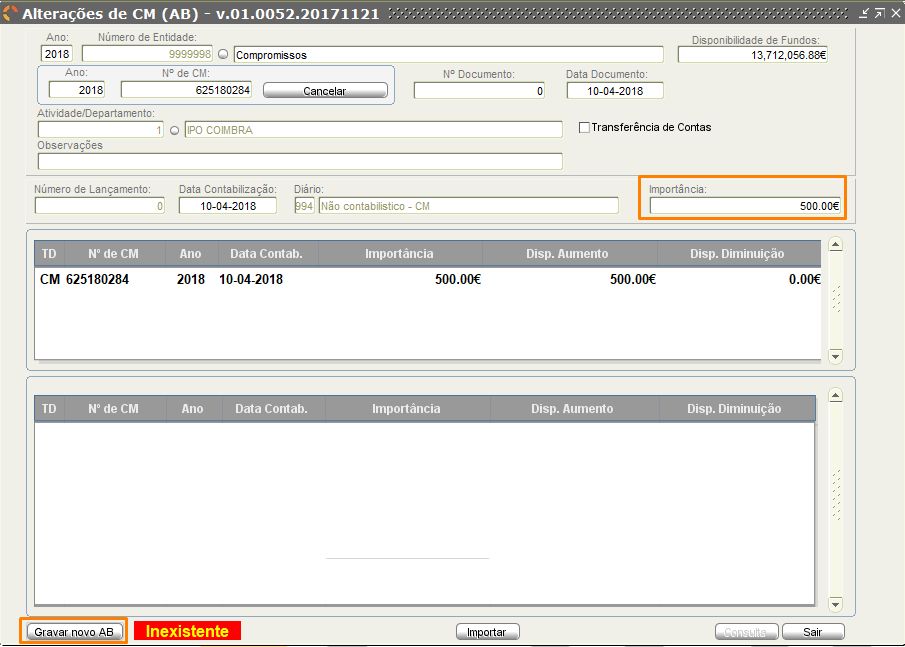 Alterações de CM (AB) - v.01.0052.20171121
Ano: Número de Entidade: Disponibilidade de Fundos:
2018 9999998 Compromissos 13,712,056.88€
Ano: Nº de CM: Nº Documento: Data Documento:
2018 625180284 Cancelar 0 10-04-2018
Atividade/Departamento:
1 IPO COIMBRA Transferência de Contas
Observações
Número de Lançamento: Data Contabilização: Diário: Importância:
0 10-04-2018 994 Não contabilistico - CM 500.00€
TD Nº de CM Ano Data Contab. Importância Disp. Aumento Disp. Diminuição
CM 625180284 2018 10-04-2018 500.00€ 500.00€ 0.00€
TD Nº de CM Ano Data Contab. Importância Disp. Aumento Disp. Diminuição
Gravar novo AB Inexistente Importar Consulta Sair